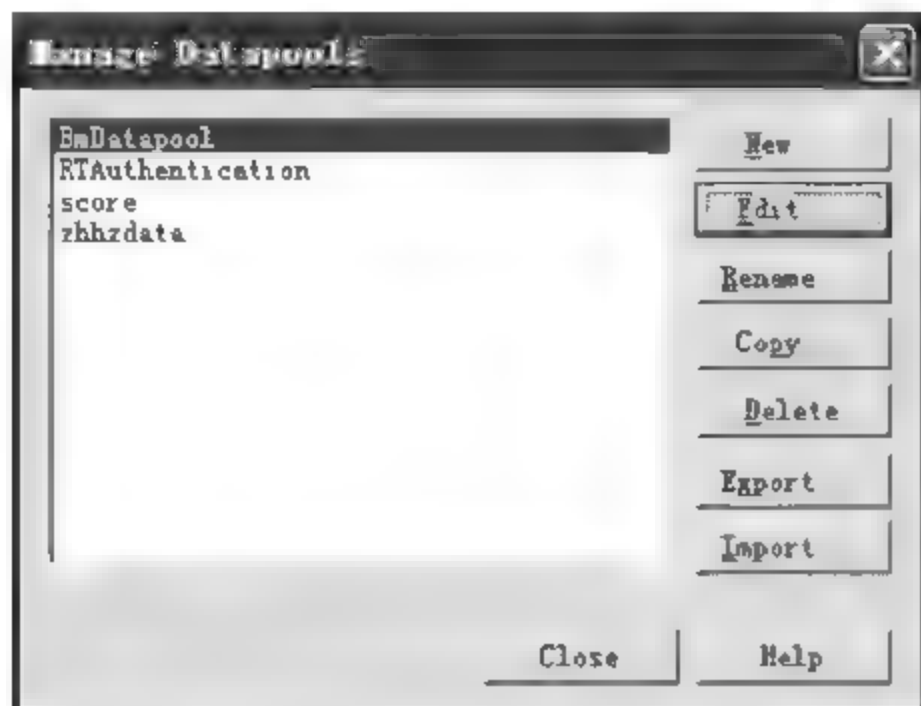 Manage Datapools
BmDatapool
RTAuthentication
score
zhhzdata
New
Edit
Rename
Copy
Delete
Export
Import
Close
Help